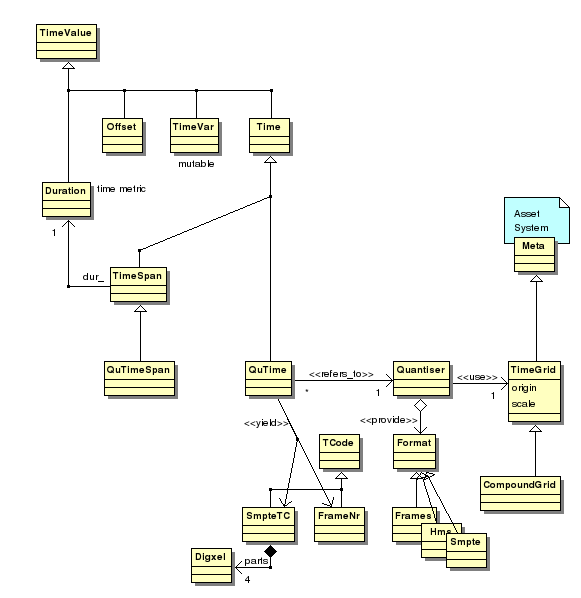 TimeValue
Offset
TimeVar
Time
mutable
Duration
time metric
1
Asset
System
Meta
dur_
TimeSpan
QuTimeSpan
QuTime
<<refers_to>>
*
1
Quantiser
<<use>>
1
TimeGrid
origin
scale
<<yield>>
<<provide>>
TCode
Format
CompoundGrid
SmpteTC
FrameNr
Frames
Hms
Smpte
Digxel
parts
4